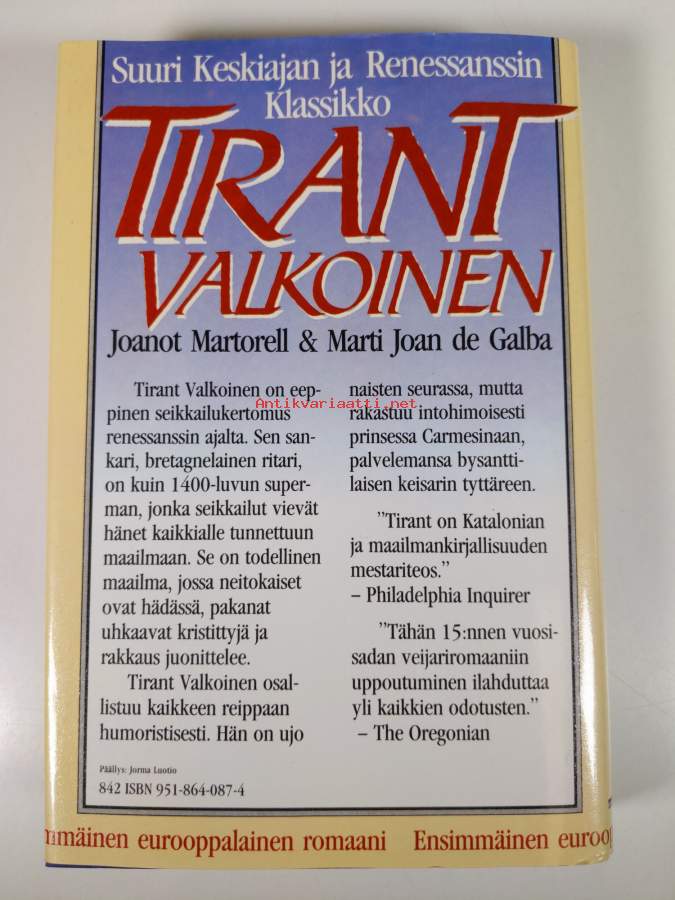 Suuri Keskiajan ja Renessanssin
Klassikko
TIRANT
VALKOINEN
Joanot Martorell & Marti Joan de Galba
Tirant Valkoinen on eep-
pinen seikkailukertomus
renessanssin ajalta. Sen san-
kari, bretagnelainen ritari,
on kuin 1400-luvun super-
man, jonka seikkailut vievät
hänet kaikkialle tunnettuun
maailmaan. Se on todellinen
maailma, jossa neitokaiset
ovat hädässä, pakanat
uhkaavat kristittyjä ja
rakkaus juonittelee.
Tirant Valkoinen osal-
listuu kaikkeen reippaan
humoristisesti. Hän on ujo
naisten seurassa, mutta
rakastuu intohimoisesti
prinsessa Carmesinaan,
palvelemansa bysantti-
laisen keisarin tyttäreen.
"Tirant on Katalonian
ja maailmankirjallisuuden
mestariteos."
– Philadelphia Inquirer
"Tähän 15:nnen vuosi-
sadan veijariromaaniin
uppoutuminen ilahduttaa
yli kaikkien odotusten."
– The Oregonian
Antikvariaatti.net
Päällys: Jorma Luotio
842 ISBN 951-864-087-4
mmäinen eurooppalainen romaani Ensimmäinen euroop